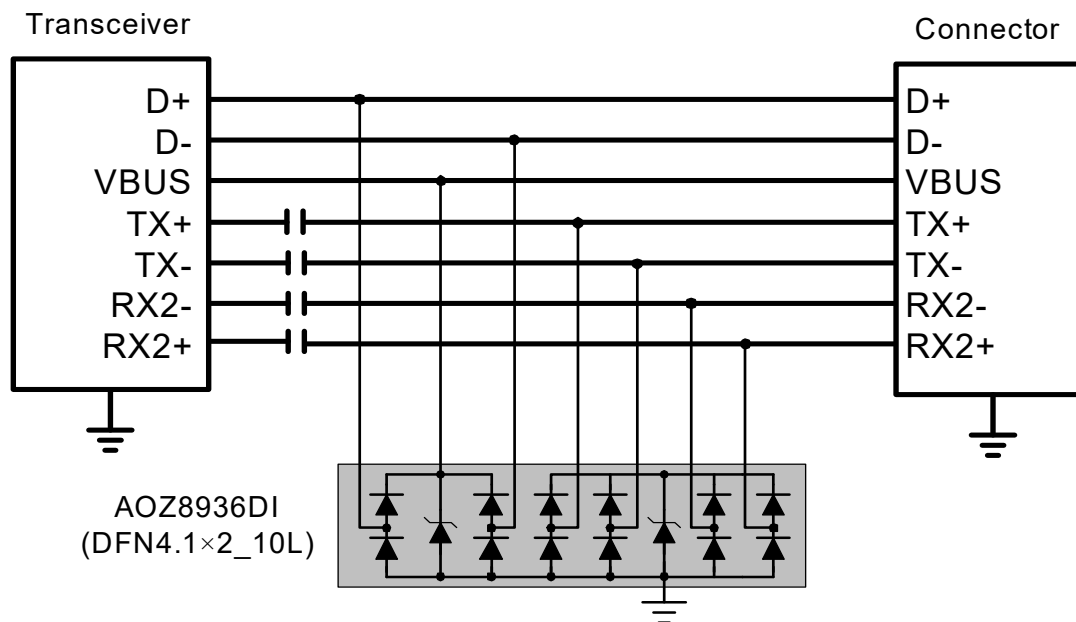 Transceiver
Connector
D+
D-
VBUS
TX+
TX-
RX2-
RX2+
D+
D-
VBUS
TX+
TX-
RX2-
RX2+
AOZ8936DI
(DFN4.1×2_10L)